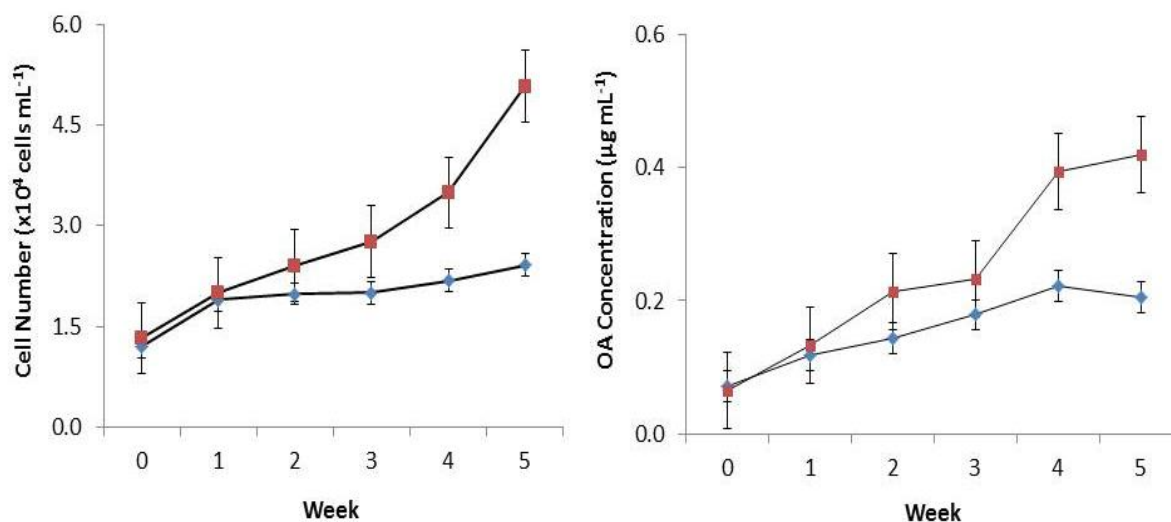 Cell Number (x10⁴ cells mL⁻¹)
6.0
4.5
3.0
1.5
0.0
0 1 2 3 4 5
Week
OA Concentration (µg mL⁻¹)
0.6
0.4
0.2
0.0
0 1 2 3 4 5
Week